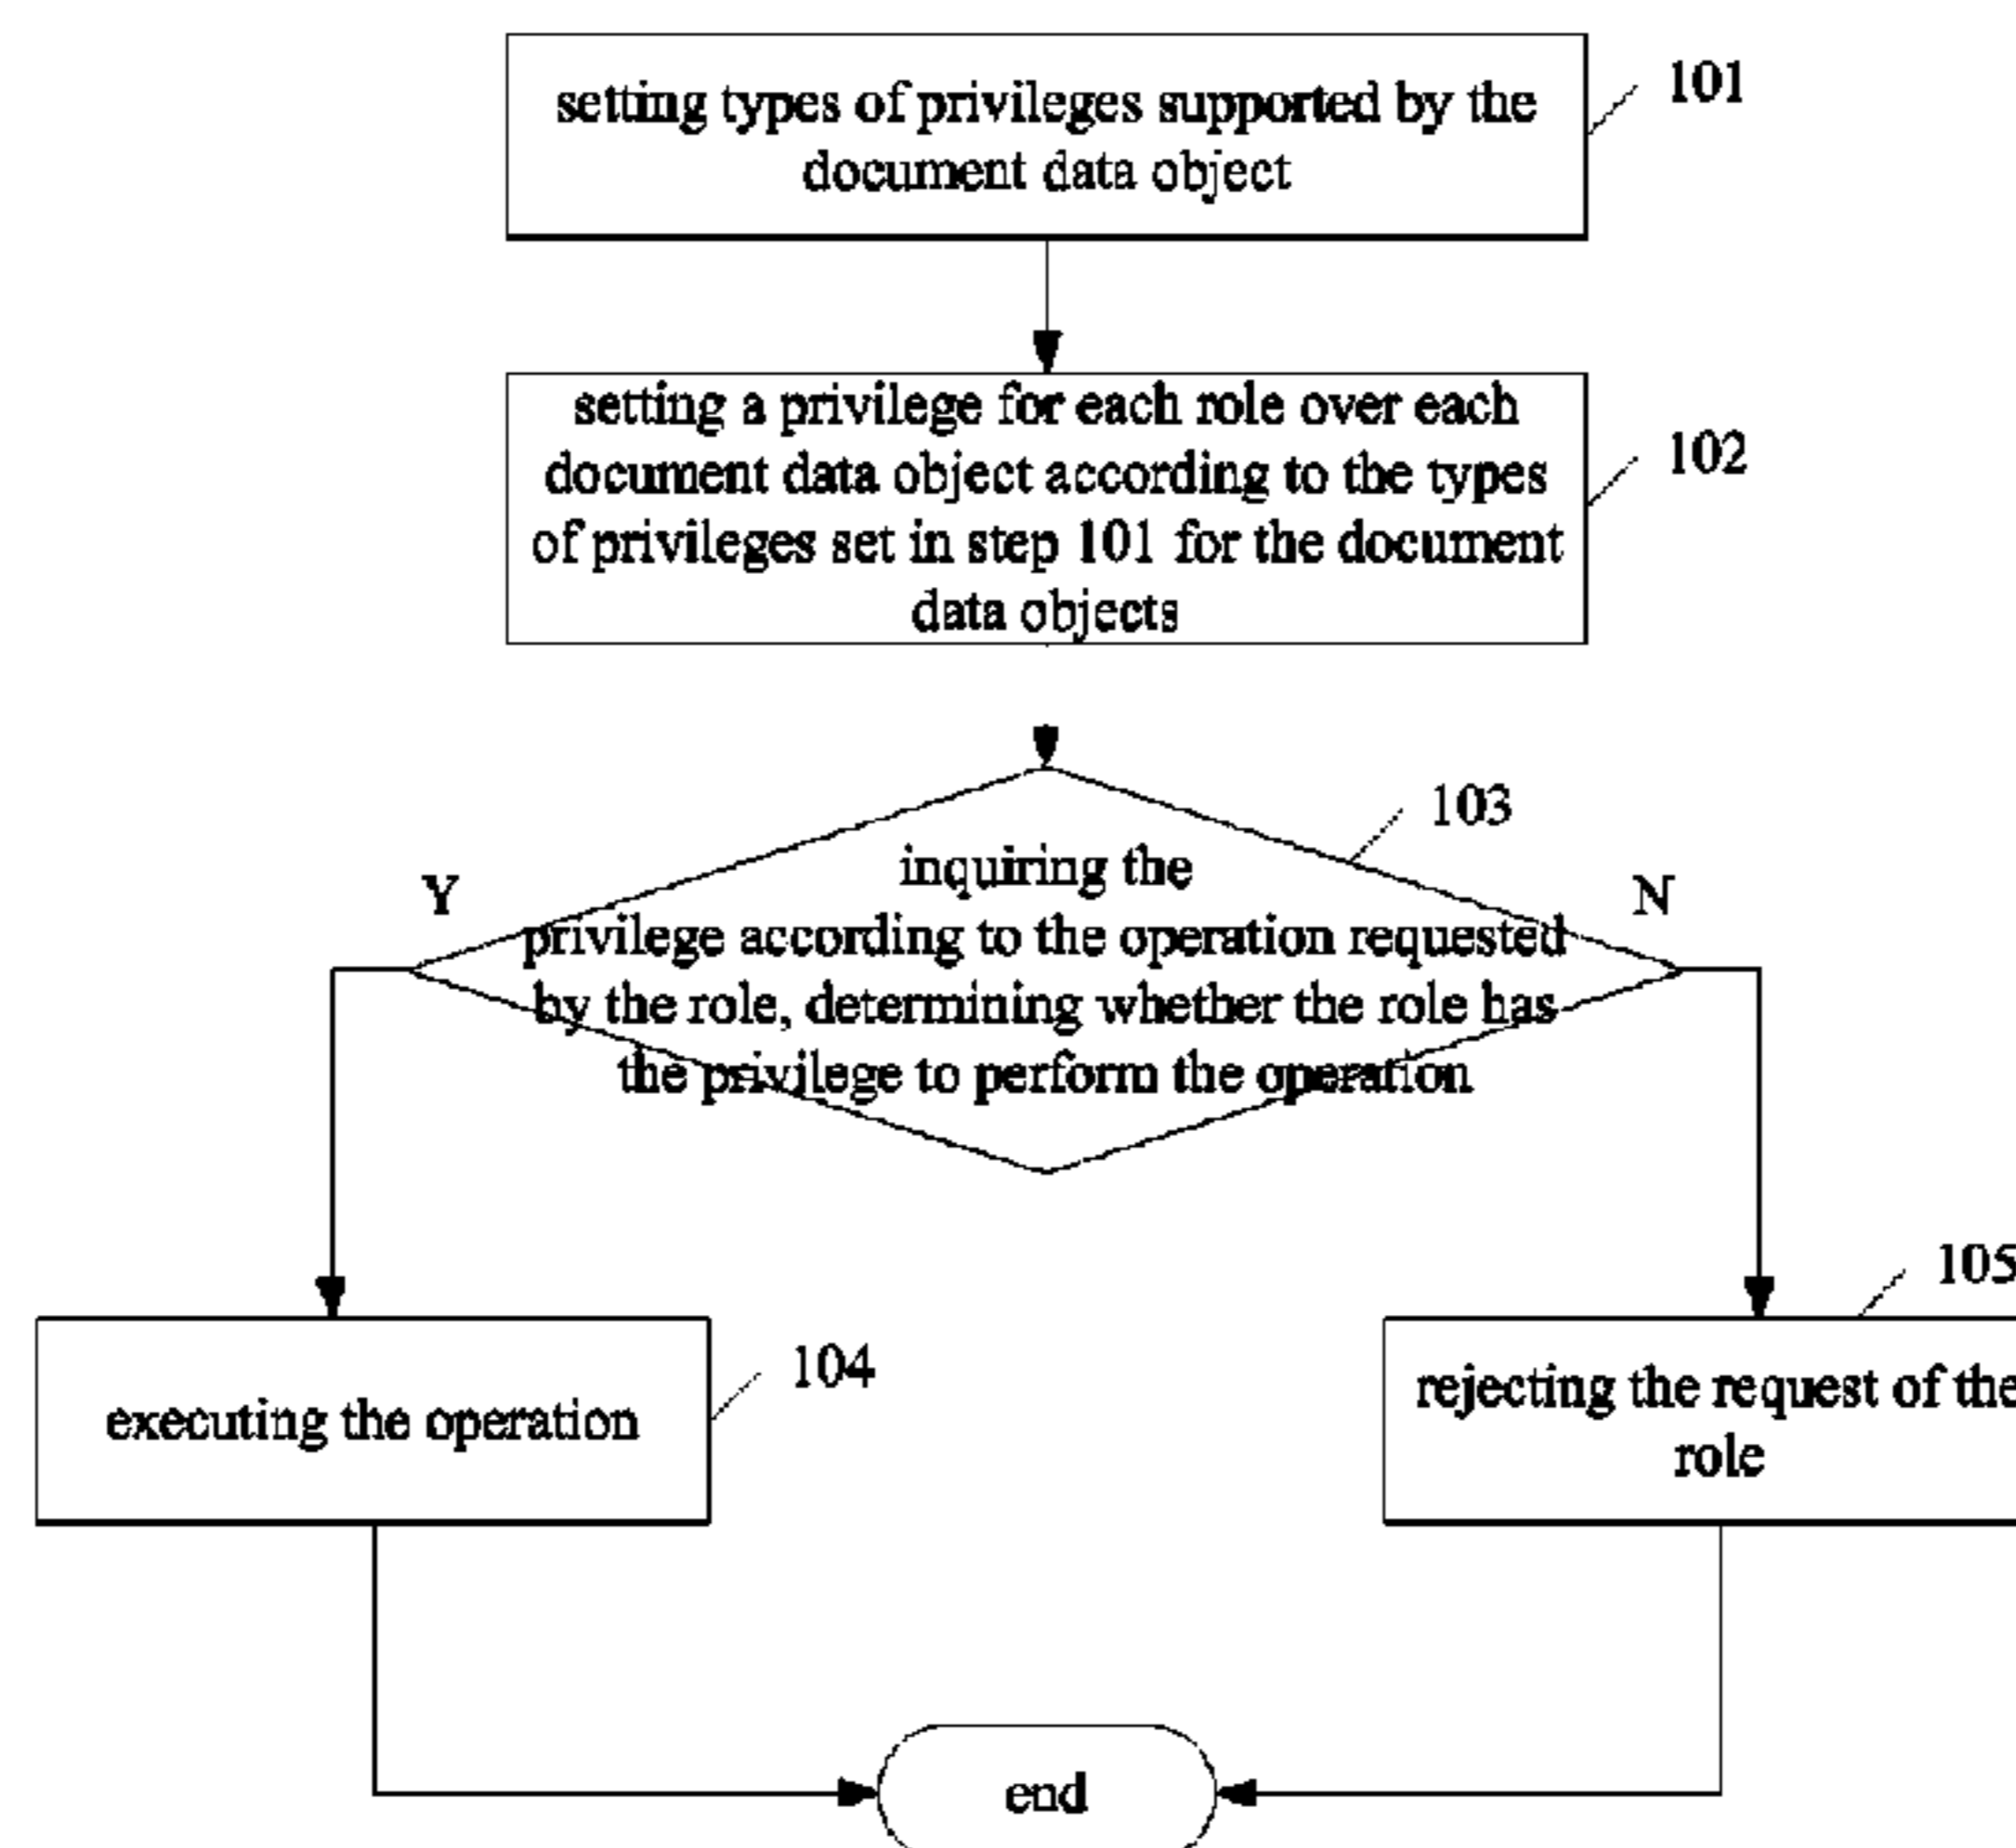 setting types of privileges supported by the
document data object
101
setting a privilege for each role over each
document data object according to the types
of privileges set in step 101 for the document
data objects
102
103
inquiring the
privilege according to the operation requested
by the role, determining whether the role has
the privilege to perform the operation
Y
N
104
executing the operation
105
rejecting the request of the
role
end